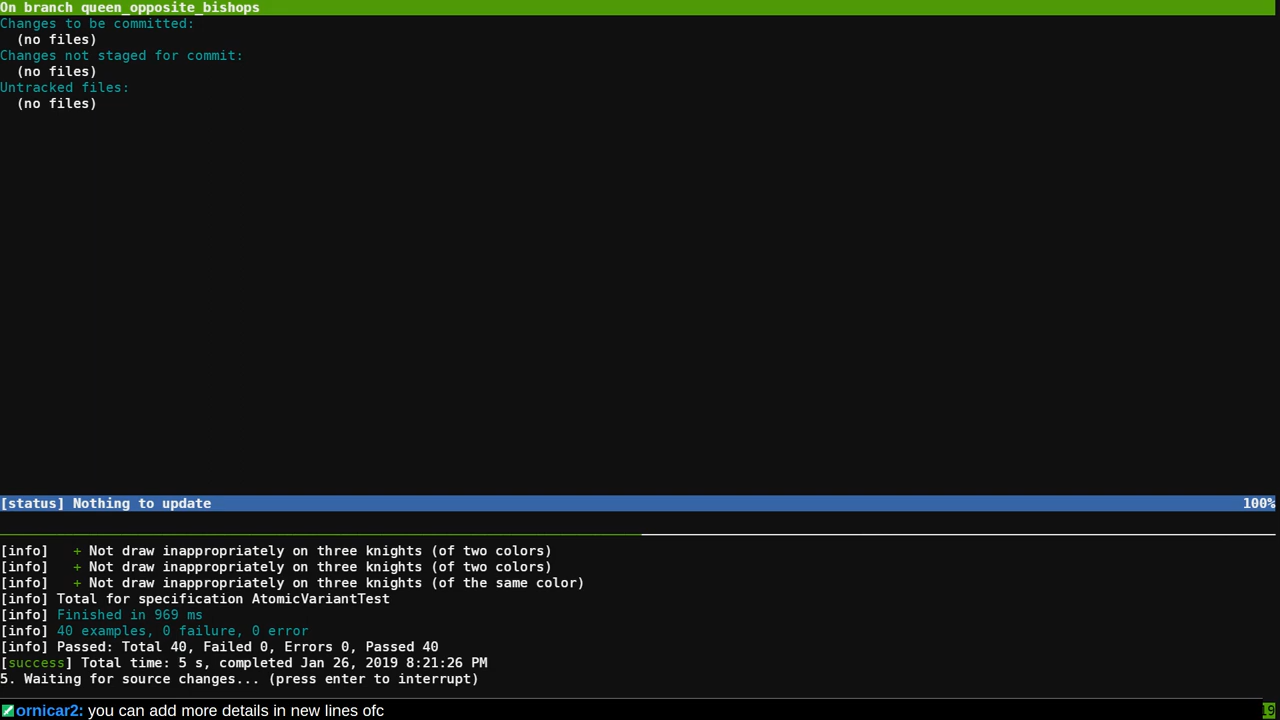 On branch queen_opposite_bishops
Changes to be committed:
  (no files)
Changes not staged for commit:
  (no files)
Untracked files:
  (no files)
[status] Nothing to update 100%
[info]   + Not draw inappropriately on three knights (of two colors)
[info]   + Not draw inappropriately on three knights (of two colors)
[info]   + Not draw inappropriately on three knights (of the same color)
[info] Total for specification AtomicVariantTest
[info] Finished in 969 ms
[info] 40 examples, 0 failure, 0 error
[info] Passed: Total 40, Failed 0, Errors 0, Passed 40
[success] Total time: 5 s, completed Jan 26, 2019 8:21:26 PM
5. Waiting for source changes... (press enter to interrupt)
ornicar2: you can add more details in new lines ofc